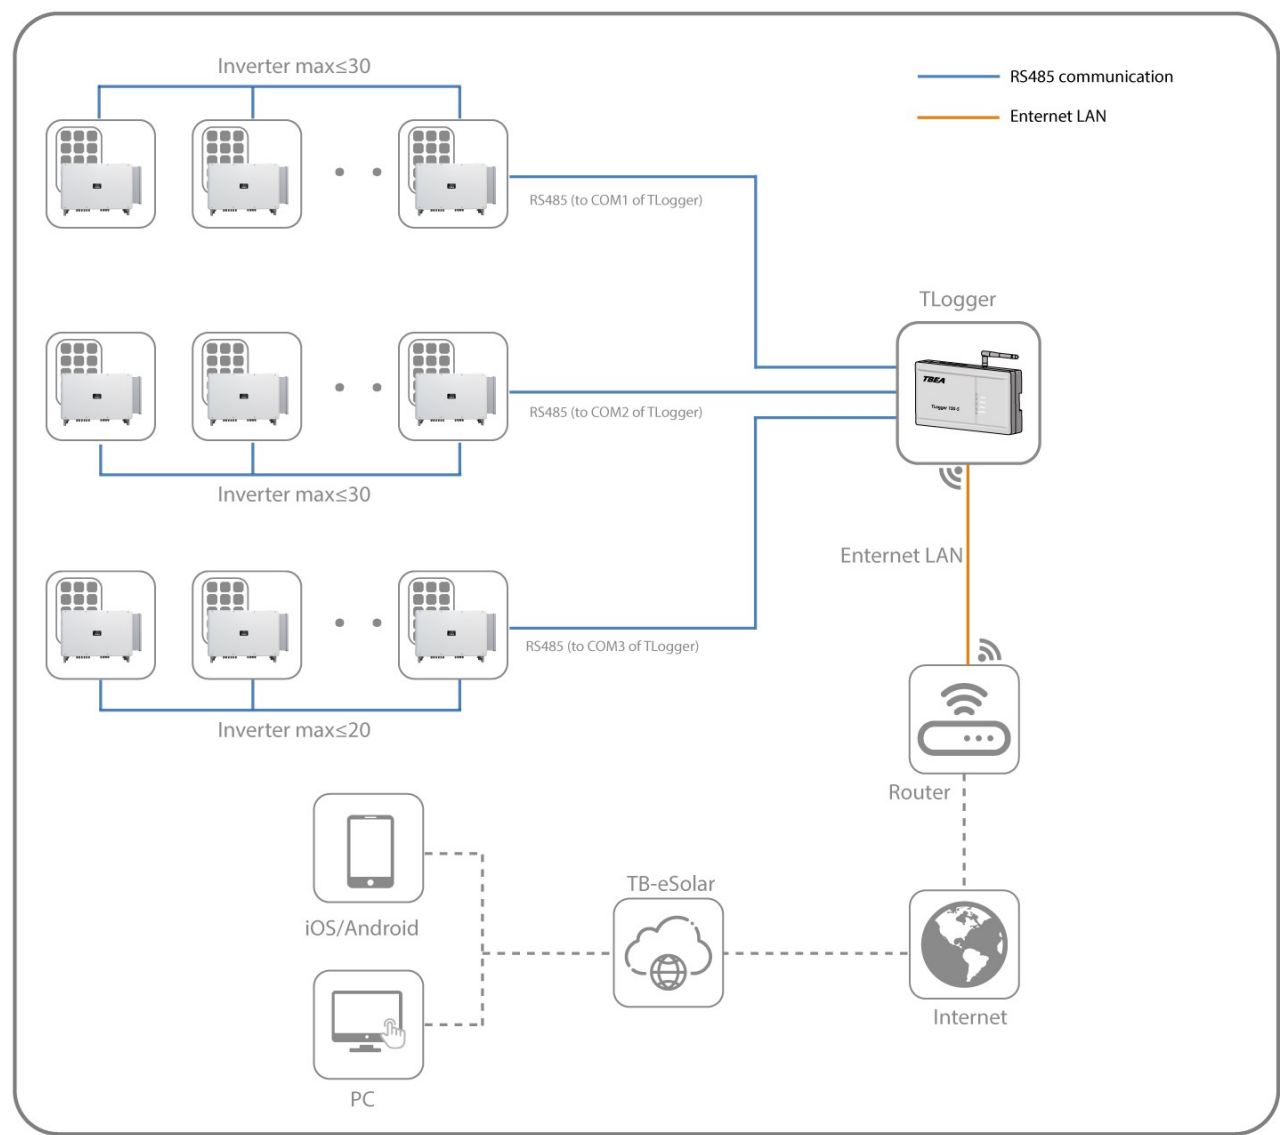 Inverter max≤30
RS485 communication
Enternet LAN
RS485 (to COM1 of TLogger)
TLogger
TBEA
RS485 (to COM2 of TLogger)
Inverter max≤30
Enternet LAN
RS485 (to COM3 of TLogger)
Inverter max≤20
Router
TB-eSolar
iOS/Android
Internet
PC